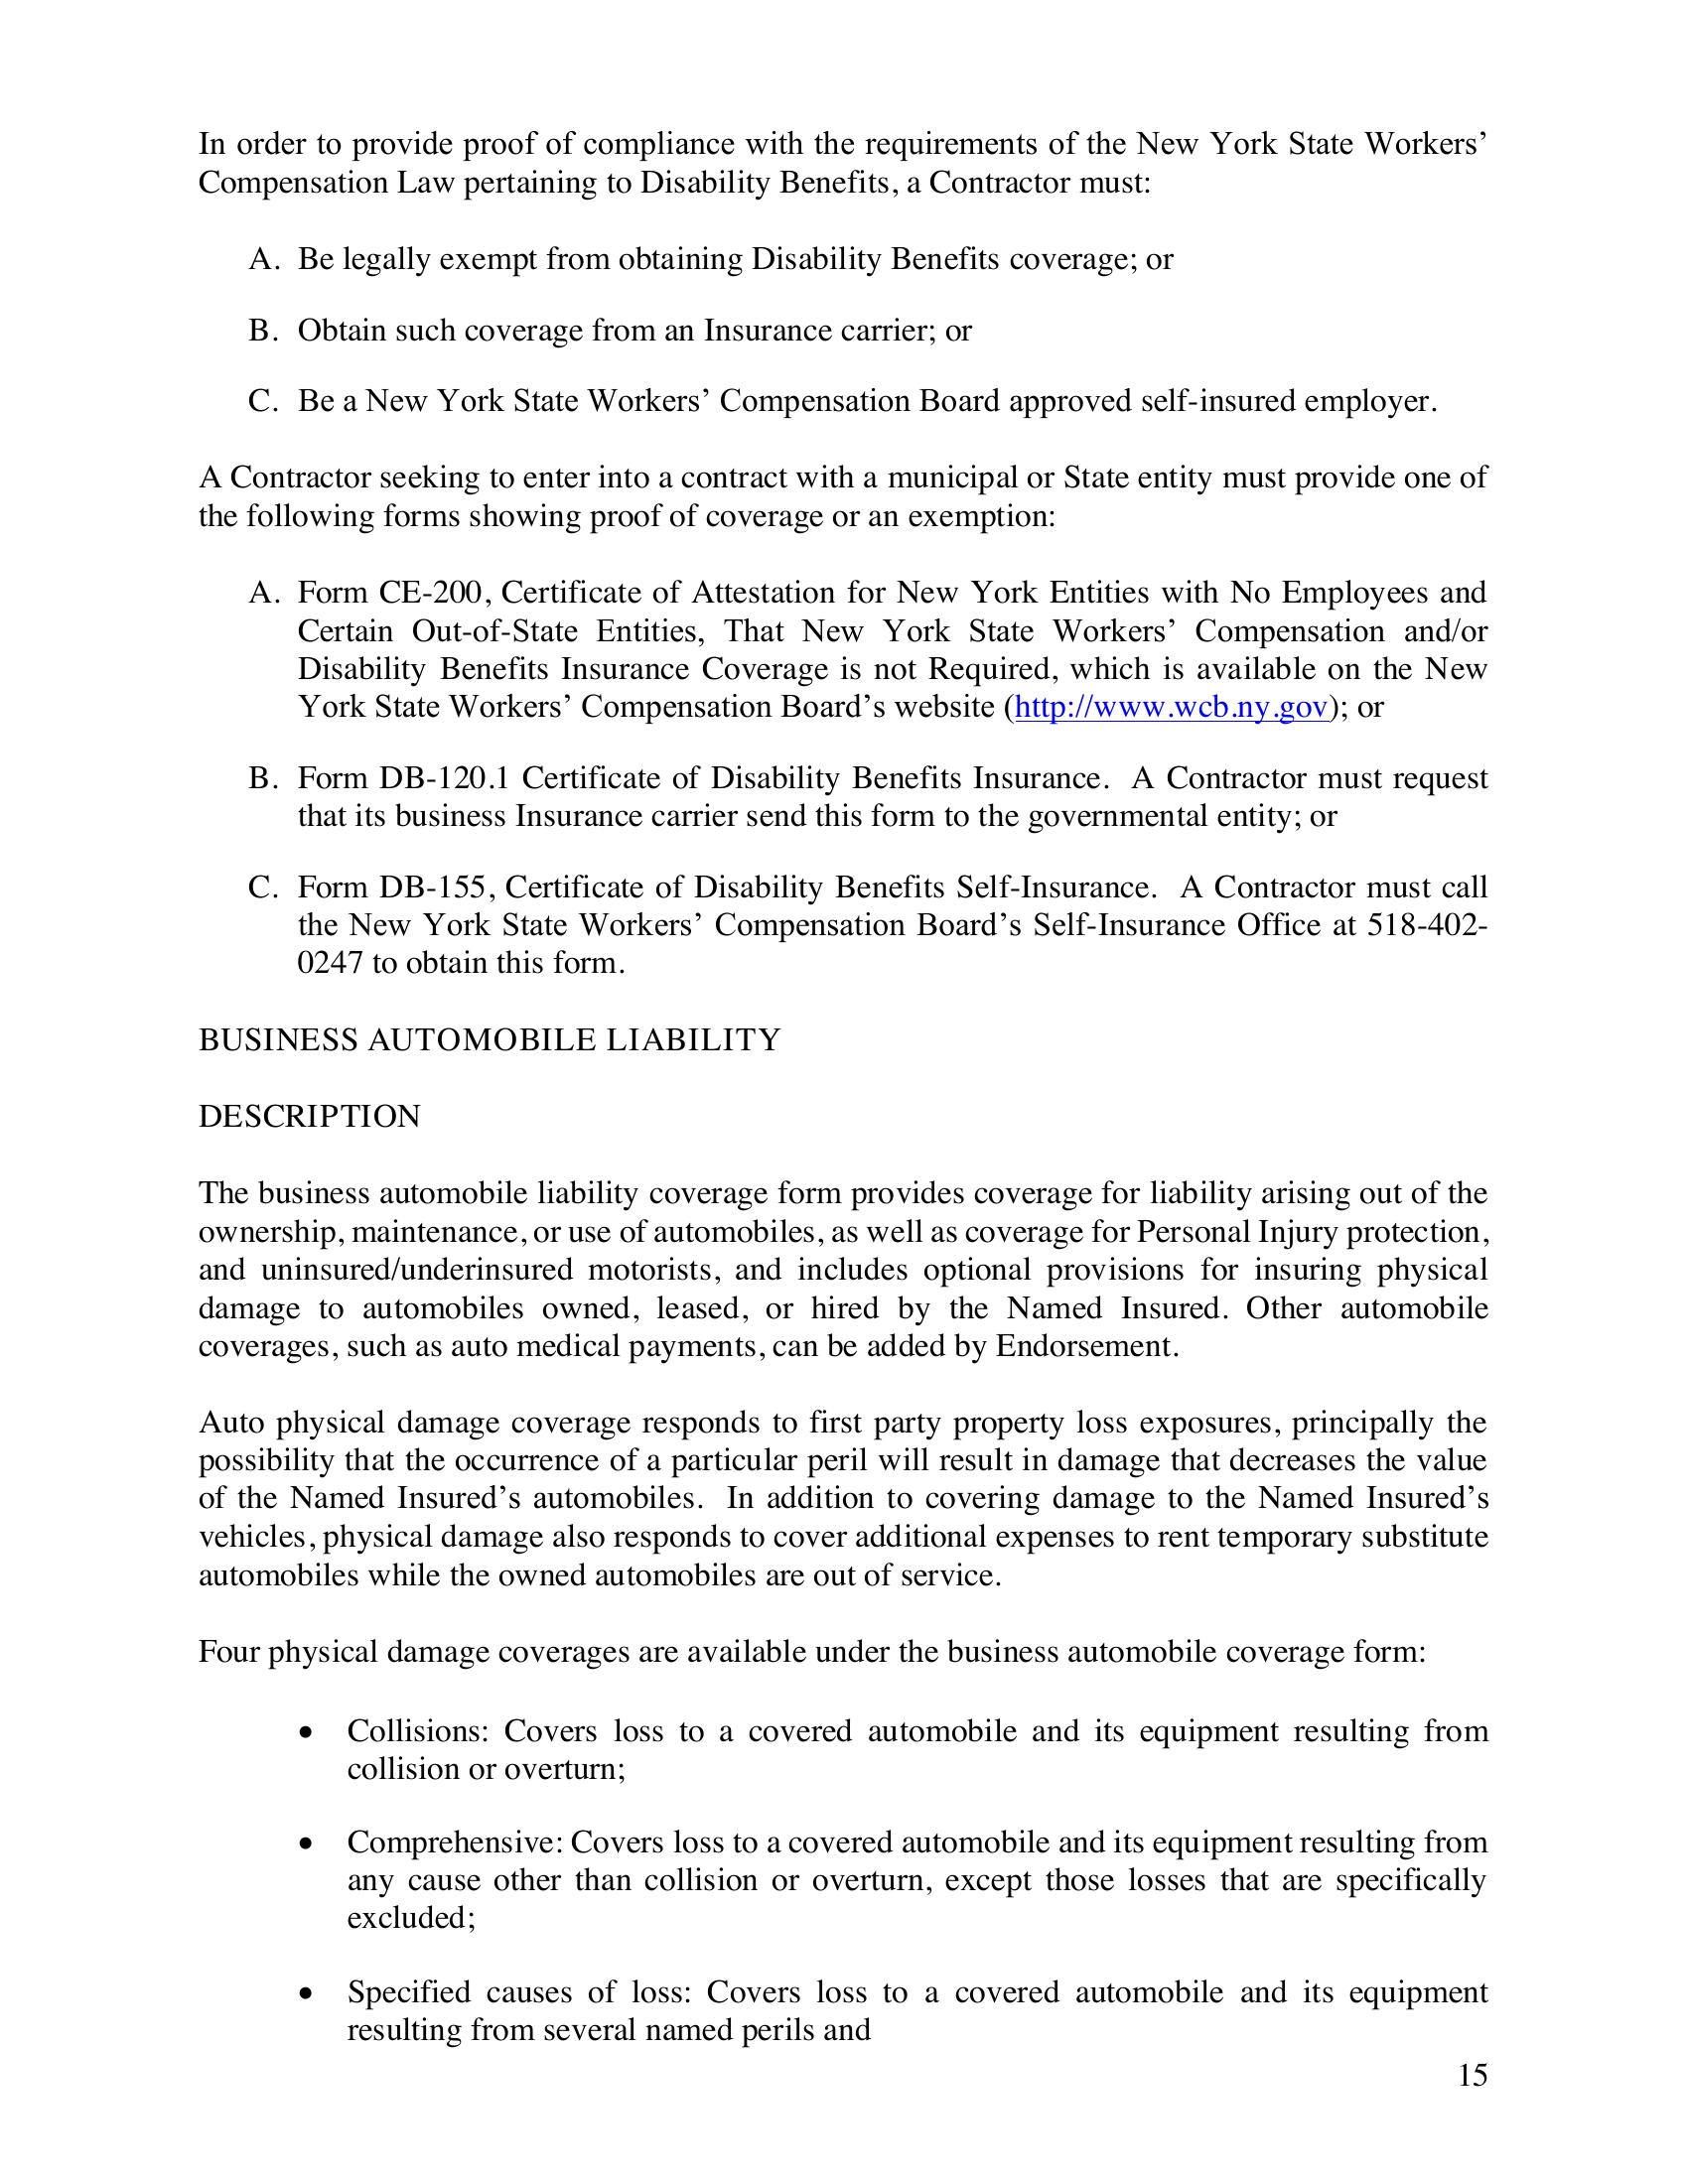 In order to provide proof of compliance with the requirements of the New York State Workers’
Compensation Law pertaining to Disability Benefits, a Contractor must:
A. Be legally exempt from obtaining Disability Benefits coverage; or
B. Obtain such coverage from an Insurance carrier; or
C. Be a New York State Workers’ Compensation Board approved self-insured employer.
A Contractor seeking to enter into a contract with a municipal or State entity must provide one of
the following forms showing proof of coverage or an exemption:
A. Form CE-200, Certificate of Attestation for New York Entities with No Employees and
Certain Out-of-State Entities, That New York State Workers’ Compensation and/or
Disability Benefits Insurance Coverage is not Required, which is available on the New
York State Workers’ Compensation Board’s website (http://www.wcb.ny.gov); or
B. Form DB-120.1 Certificate of Disability Benefits Insurance. A Contractor must request
that its business Insurance carrier send this form to the governmental entity; or
C. Form DB-155, Certificate of Disability Benefits Self-Insurance. A Contractor must call
the New York State Workers’ Compensation Board’s Self-Insurance Office at 518-402-
0247 to obtain this form.
BUSINESS AUTOMOBILE LIABILITY
DESCRIPTION
The business automobile liability coverage form provides coverage for liability arising out of the
ownership, maintenance, or use of automobiles, as well as coverage for Personal Injury protection,
and uninsured/underinsured motorists, and includes optional provisions for insuring physical
damage to automobiles owned, leased, or hired by the Named Insured. Other automobile
coverages, such as auto medical payments, can be added by Endorsement.
Auto physical damage coverage responds to first party property loss exposures, principally the
possibility that the occurrence of a particular peril will result in damage that decreases the value
of the Named Insured’s automobiles. In addition to covering damage to the Named Insured’s
vehicles, physical damage also responds to cover additional expenses to rent temporary substitute
automobiles while the owned automobiles are out of service.
Four physical damage coverages are available under the business automobile coverage form:
• Collisions: Covers loss to a covered automobile and its equipment resulting from
collision or overturn;
• Comprehensive: Covers loss to a covered automobile and its equipment resulting from
any cause other than collision or overturn, except those losses that are specifically
excluded;
• Specified causes of loss: Covers loss to a covered automobile and its equipment
resulting from several named perils and
15